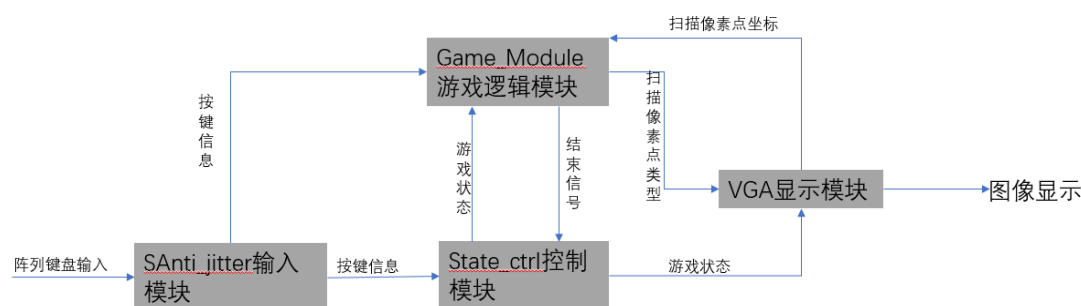 扫描像素点坐标
Game_Module
游戏逻辑模块
按键信息
游戏状态
结束信号
扫描像素点类型
VGA显示模块
图像显示
阵列键盘输入
SAnti_jitter输入
模块
按键信息
State_ctrl控制
模块
游戏状态